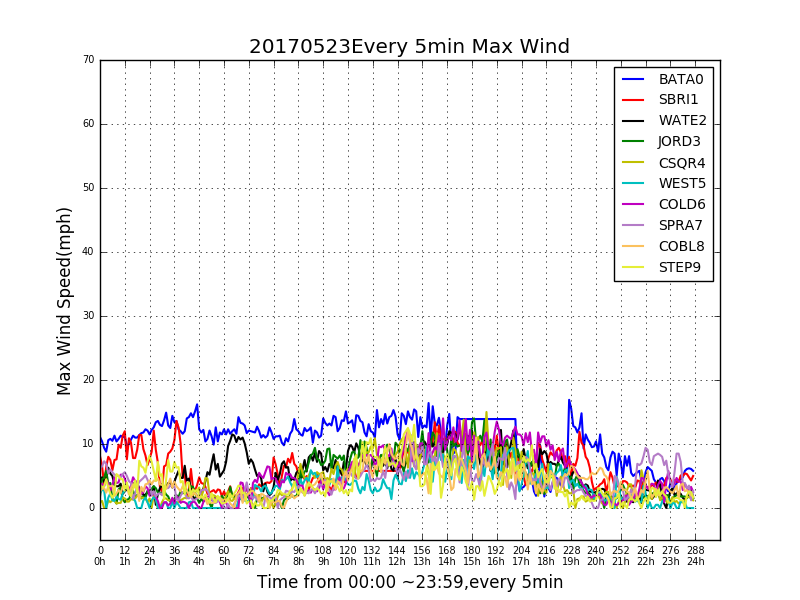 20170523Every 5min Max Wind
70
60
50
40
30
20
10
0
Max Wind Speed(mph)
BATA0
SBRI1
WATE2
JORD3
CSQR4
WEST5
COLD6
SPRA7
COBL8
STEP9
0 12 24 36 48 60 72 84 96 108 120 132 144 156 168 180 192 204 216 228 240 252 264 276 288
0h 1h 2h 3h 4h 5h 6h 7h 8h 9h 10h 11h 12h 13h 14h 15h 16h 17h 18h 19h 20h 21h 22h 23h 24h
Time from 00:00 ~23:59,every 5min